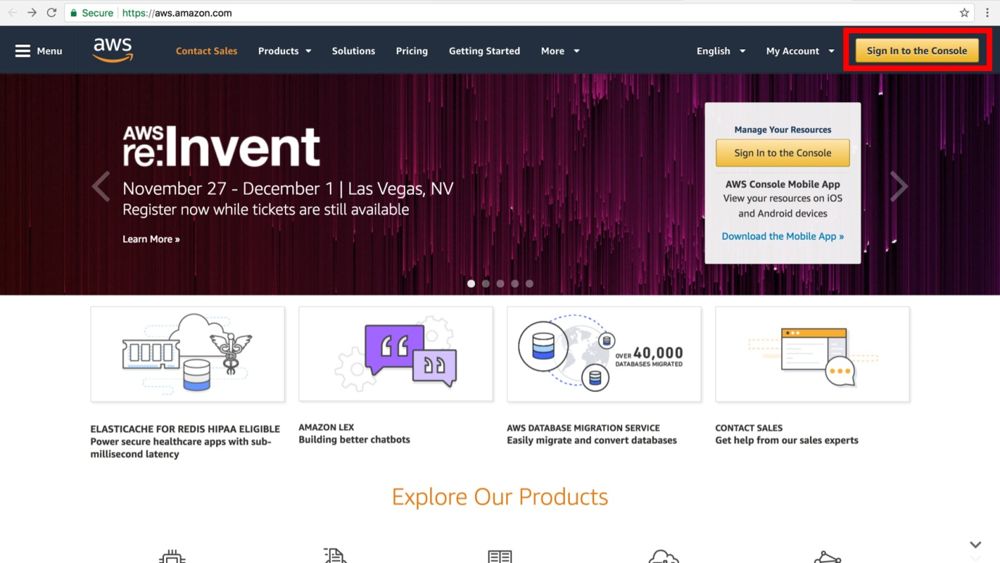 Secure https://aws.amazon.com
Menu
aws
Contact Sales
Products
Solutions
Pricing
Getting Started
More
English
My Account
Sign In to the Console
AWS
re:Invent
November 27 - December 1 | Las Vegas, NV
Register now while tickets are still available
Learn More »
Manage Your Resources
Sign In to the Console
AWS Console Mobile App
View your resources on iOS
and Android devices
Download the Mobile App »
OVER 40,000
DATABASES MIGRATED
ELASTICACHE FOR REDIS HIPAA ELIGIBLE
Power secure healthcare apps with sub-
millisecond latency
AMAZON LEX
Building better chatbots
AWS DATABASE MIGRATION SERVICE
Easily migrate and convert databases
CONTACT SALES
Get help from our sales experts
Explore Our Products